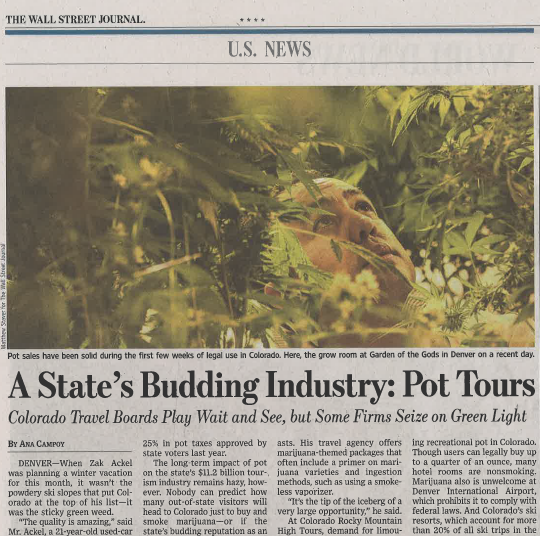 THE WALL STREET JOURNAL.
* * * *
U.S. NEWS
Matthew Staver for The Wall Street Journal
Pot sales have been solid during the first few weeks of legal use in Colorado. Here, the grow room at Garden of the Gods in Denver on a recent day.
A State's Budding Industry: Pot Tours
Colorado Travel Boards Play Wait and See, but Some Firms Seize on Green Light
BY ANA CAMPOY
DENVER—When Zak Ackel
was planning a winter vacation
for this month, it wasn't the
powdery ski slopes that put Col-
orado at the top of his list—it
was the sticky green weed.
"The quality is amazing," said
Mr. Ackel, a 21-year-old used-car
25% in pot taxes approved by
state voters last year.
The long-term impact of pot
on the state's $11.2 billion tour-
ism industry remains hazy, how-
ever. Nobody can predict how
many out-of-state visitors will
head to Colorado just to buy and
smoke marijuana—or if the
state's budding reputation as an
asts. His travel agency offers
marijuana-themed packages that
often include a primer on mari-
juana varieties and ingestion
methods, such as using a smoke-
less vaporizer.
"It's the tip of the iceberg of a
very large opportunity," he said.
At Colorado Rocky Mountain
High Tours, demand for limou-
ing recreational pot in Colorado.
Though users can legally buy up
to a quarter of an ounce, many
hotel rooms are nonsmoking.
Marijuana also is unwelcome at
Denver International Airport,
which prohibits it to comply with
federal laws. And Colorado's ski
resorts, which account for more
than 20% of all ski trips in the